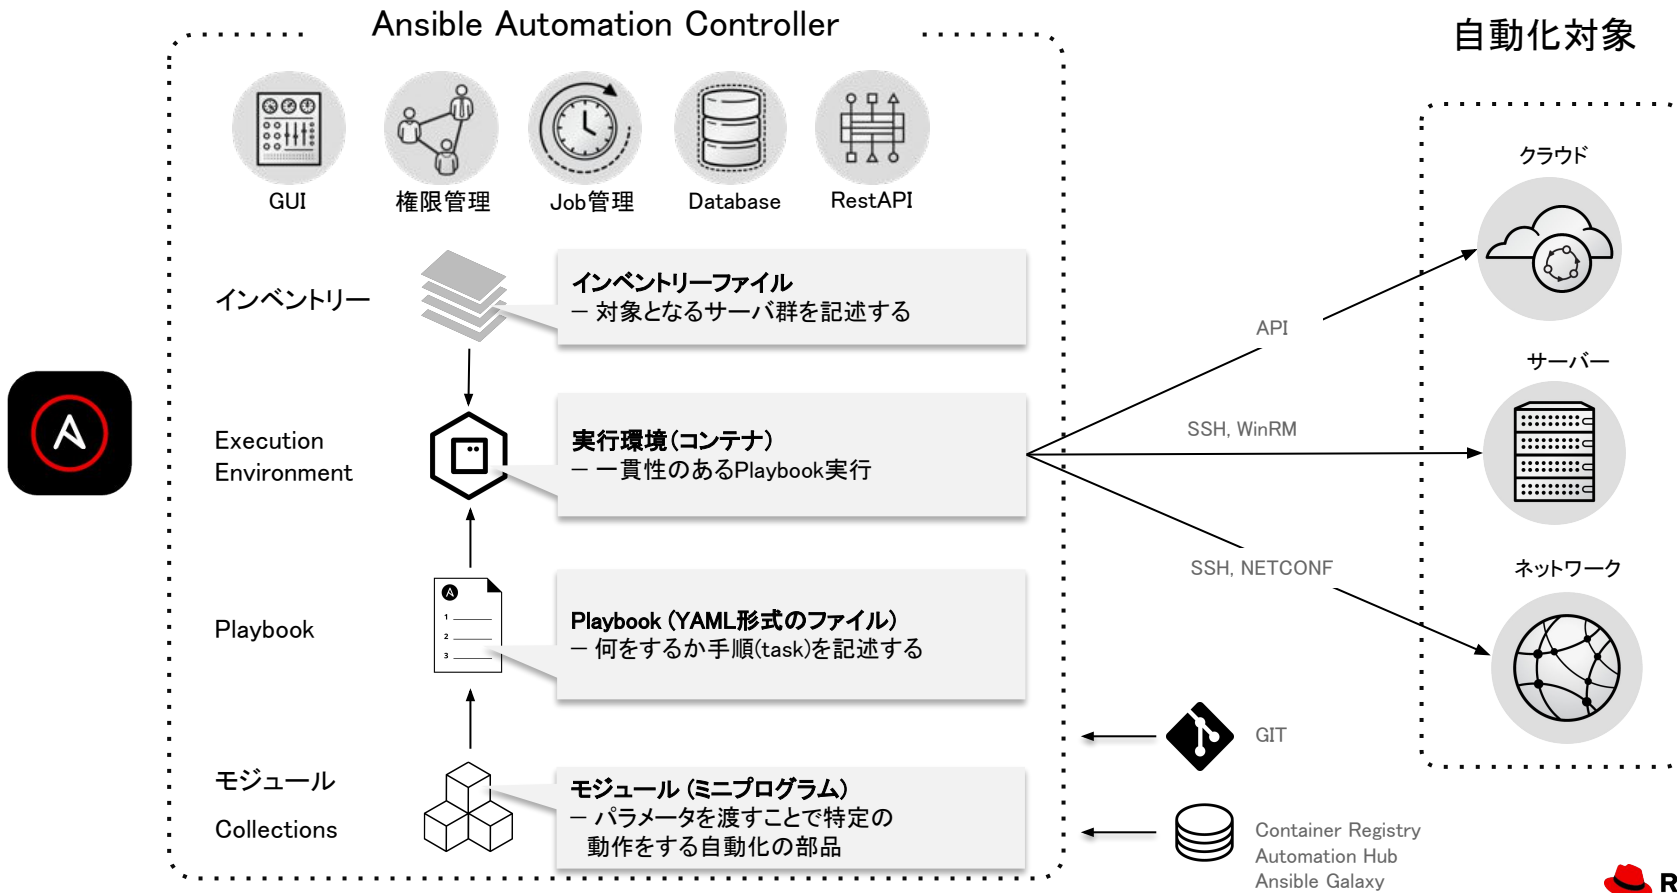 Ansible Automation Controller
自動化対象
GUI
権限管理
Job管理
Database
RestAPI
クラウド
インベントリー
インベントリーファイル
– 対象となるサーバ群を記述する
API
サーバー
Execution
Environment
実行環境（コンテナ）
– 一貫性のあるPlaybook実行
SSH, WinRM
SSH, NETCONF
ネットワーク
Playbook
1
2
3
Playbook (YAML形式のファイル)
– 何をするか手順(task)を記述する
GIT
モジュール
Collections
モジュール (ミニプログラム)
– パラメータを渡すことで特定の
動作をする自動化の部品
Container Registry
Automation Hub
Ansible Galaxy
R